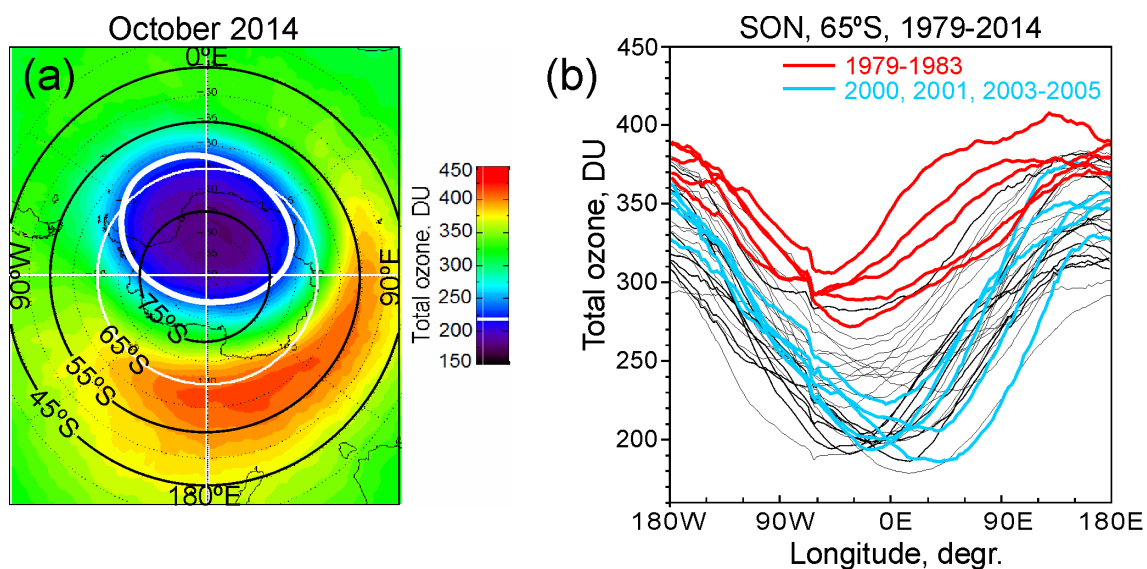 October 2014
(a)
0ºE
90ºW
90ºE
180ºE
75ºS
65ºS
55ºS
45ºS
Total ozone. DU
450
400
350
300
250
200
150
SON, 65ºS, 1979-2014
(b)
1979-1983
2000, 2001, 2003-2005
Total ozone, DU
450
400
350
300
250
200
180W
90W
0E
90E
180E
Longitude, degr.